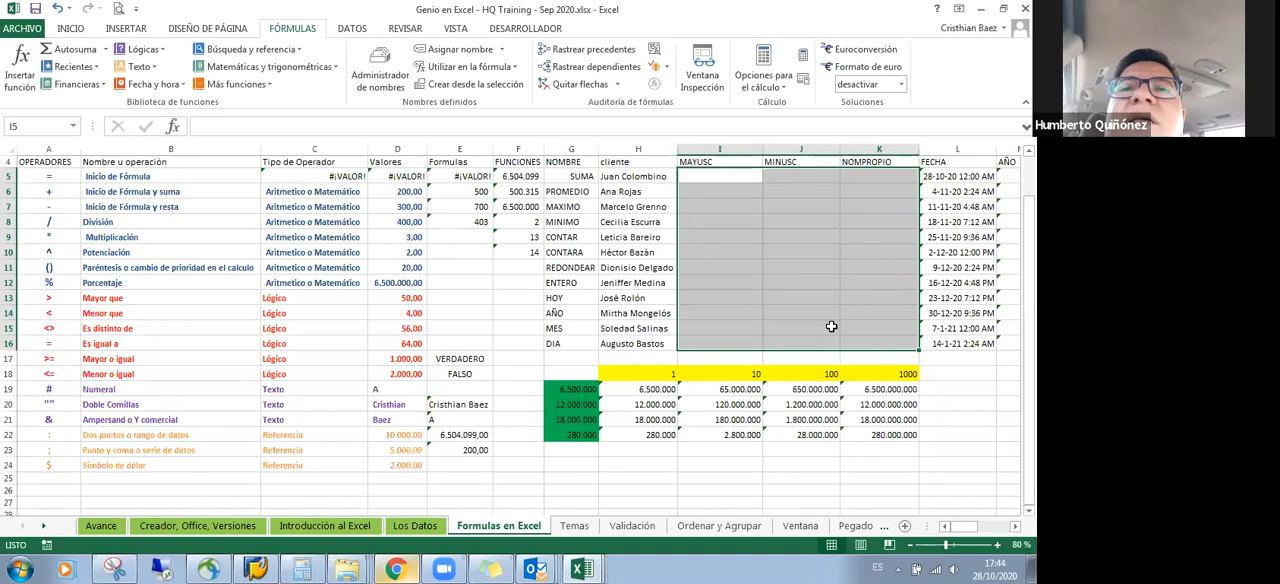 Genio en Excel - HQ Training - Sep 2020.xlsx - Excel
ARCHIVO INICIO INSERTAR DISEÑO DE PÁGINA FÓRMULAS DATOS REVISAR VISTA DESARROLLADOR Cristhian Baez
Autosuma Lógicas Búsqueda y referencia Asignar nombre Rastrear precedentes Euroconversión
Recientes Texto Matemáticas y trigonométricas Utilizar en la fórmula Rastrear dependientes Formato de euro
Financieras Fecha y hora Más funciones Crear desde la selección Quitar flechas desactivar
Insertar función Administrador de nombres Ventana Inspección Opciones para el cálculo
Biblioteca de funciones Nombres definidos Auditoría de fórmulas Cálculo Soluciones
Humberto Quiñónez
I5 fx
A B C D E F G H I J K L M
4 OPERADORES Nombre u operación Tipo de Operador Valores Formulas FUNCIONES NOMBRE cliente MAYUSC MINUSC NOMPROPIO FECHA AÑO
5 = Inicio de Fórmula #¡VALOR! #¡VALOR! #¡VALOR! 6.504.099 SUMA Juan Colombino 28-10-20 12:00 AM
6 + Inicio de Fórmula y suma Aritmetico o Matemático 200,00 500 500.315 PROMEDIO Ana Rojas 4-11-20 2:24 AM
7 - Inicio de Fórmula y resta Aritmetico o Matemático 300,00 700 6.500.000 MAXIMO Marcelo Grenno 11-11-20 4:48 AM
8 / División Aritmetico o Matemático 400,00 403 2 MINIMO Cecilia Escurra 18-11-20 7:12 AM
9 * Multiplicación Aritmetico o Matemático 3,00 13 CONTAR Leticia Bareiro 25-11-20 9:36 AM
10 ^ Potenciación Aritmetico o Matemático 2,00 14 CONTARA Héctor Bazán 2-12-20 12:00 PM
11 () Paréntesis o cambio de prioridad en el calculo Aritmetico o Matemático 20,00 REDONDEAR Dionisio Delgado 9-12-20 2:24 PM
12 % Porcentaje Aritmetico o Matemático 6.500.000,00 ENTERO Jeniffer Medina 16-12-20 4:48 PM
13 > Mayor que Lógico 50,00 HOY Josè Rolón 23-12-20 7:12 PM
14 < Menor que Lógico 4,00 AÑO Mirtha Mongelós 30-12-20 9:36 PM
15 <> Es distinto de Lógico 56,00 MES Soledad Salinas 7-1-21 12:00 AM
16 = Es igual a Lógico 64,00 DIA Augusto Bastos 14-1-21 2:24 AM
17 >= Mayor o igual Lógico 1.000,00 VERDADERO
18 <= Menor o igual Lógico 2.000,00 FALSO 1 10 100 1000
19 # Numeral Texto A 6.500.000 6.500.000 65.000.000 650.000.000 6.500.000.000
20 "" Doble Comillas Texto Cristhian Cristhian Baez 12.000.000 12.000.000 120.000.000 1.200.000.000 12.000.000.000
21 & Ampersand o Y comercial Texto Baez A 18.000.000 18.000.000 180.000.000 1.800.000.000 18.000.000.000
22 : Dos puntos o rango de datos Referencia 10.000,00 6.504.099,00 280.000 280.000 2.800.000 28.000.000 280.000.000
23 ; Punto y coma o serie de datos Referencia 5.000,00 200,00
24 $ Simbolo de dólar Referencia 2.000,00
25
26
27
28
Avance Creador, Office, Versiones Introducción al Excel Los Datos Formulas en Excel Temas Validación Ordenar y Agrupar Ventana Pegado ...
LISTO 80 %
ES 17:44
28/10/2020